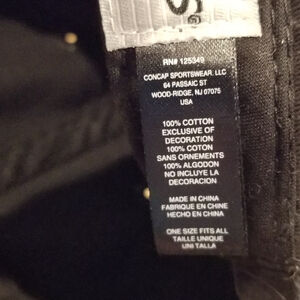 S
RN# 125349
CONCAP SPORTSWEAR, LLC
64 PASSAIC ST
WOOD-RIDGE, NJ 07075
USA
100% COTTON
EXCLUSIVE OF
DECORATION
100% COTON
SANS ORNEMENTS
100% ALGODON
NO INCLUYE LA
DECORACION
MADE IN CHINA
FABRIQUE EN CHINE
HECHO EN CHINA
ONE SIZE FITS ALL
TAILLE UNIQUE
UNI TALLA